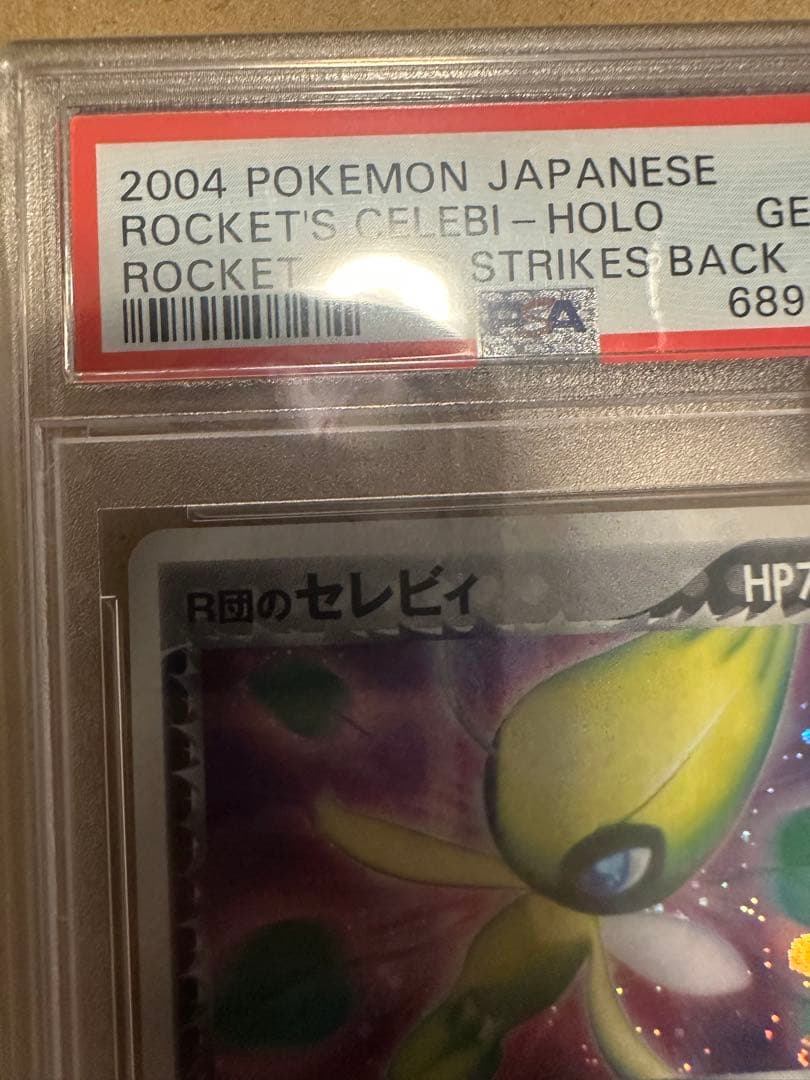 2004 POKEMON JAPANESE
ROCKET'S CELEBI - HOLO GE
ROCKET STRIKES BACK
689
PSA
R団のセレビィ HP7